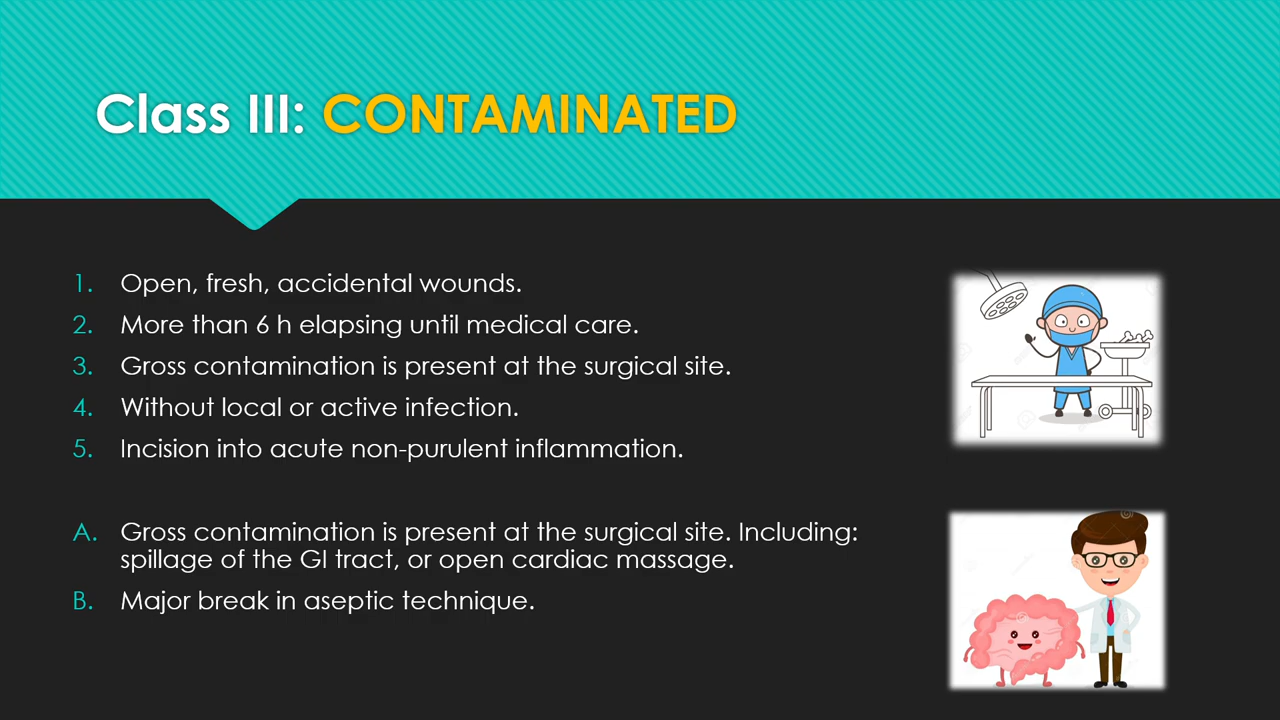 Class III: CONTAMINATED
1. Open, fresh, accidental wounds.
2. More than 6 h elapsing until medical care.
3. Gross contamination is present at the surgical site.
4. Without local or active infection.
5. Incision into acute non-purulent inflammation.
A. Gross contamination is present at the surgical site. Including:
spillage of the GI tract, or open cardiac massage.
B. Major break in aseptic technique.